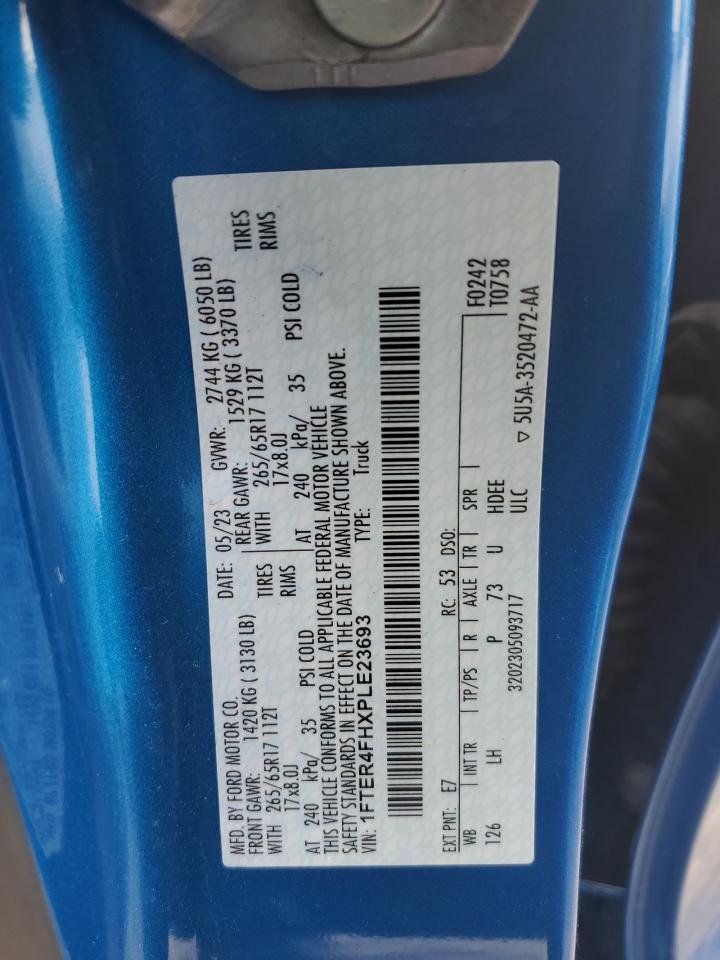 MFD. BY FORD MOTOR CO.
DATE: 05/23 GVWR: 2744 KG ( 6050 LB)
FRONT GAWR: 1420 KG ( 3130 LB) REAR GAWR: 1529 KG ( 3370 LB)
WITH 265/65R17 112T TIRES WITH 265/65R17 112T TIRES
17x8.0J RIMS 17x8.0J RIMS
AT 240 kPa/ 35 PSI COLD AT 240 kPa/ 35 PSI COLD
THIS VEHICLE CONFORMS TO ALL APPLICABLE FEDERAL MOTOR VEHICLE
SAFETY STANDARDS IN EFFECT ON THE DATE OF MANUFACTURE SHOWN ABOVE.
VIN: 1FTER4FHXPLE23693 TYPE: Truck
EXT PNT: E7 RC: 53 DSO:
WB INT TR TP/PS R AXLE TR SPR F0242
126 LH P 73 U HDEE T0758
3202305093717 ULC ▽ 5U5A-3520472-AA